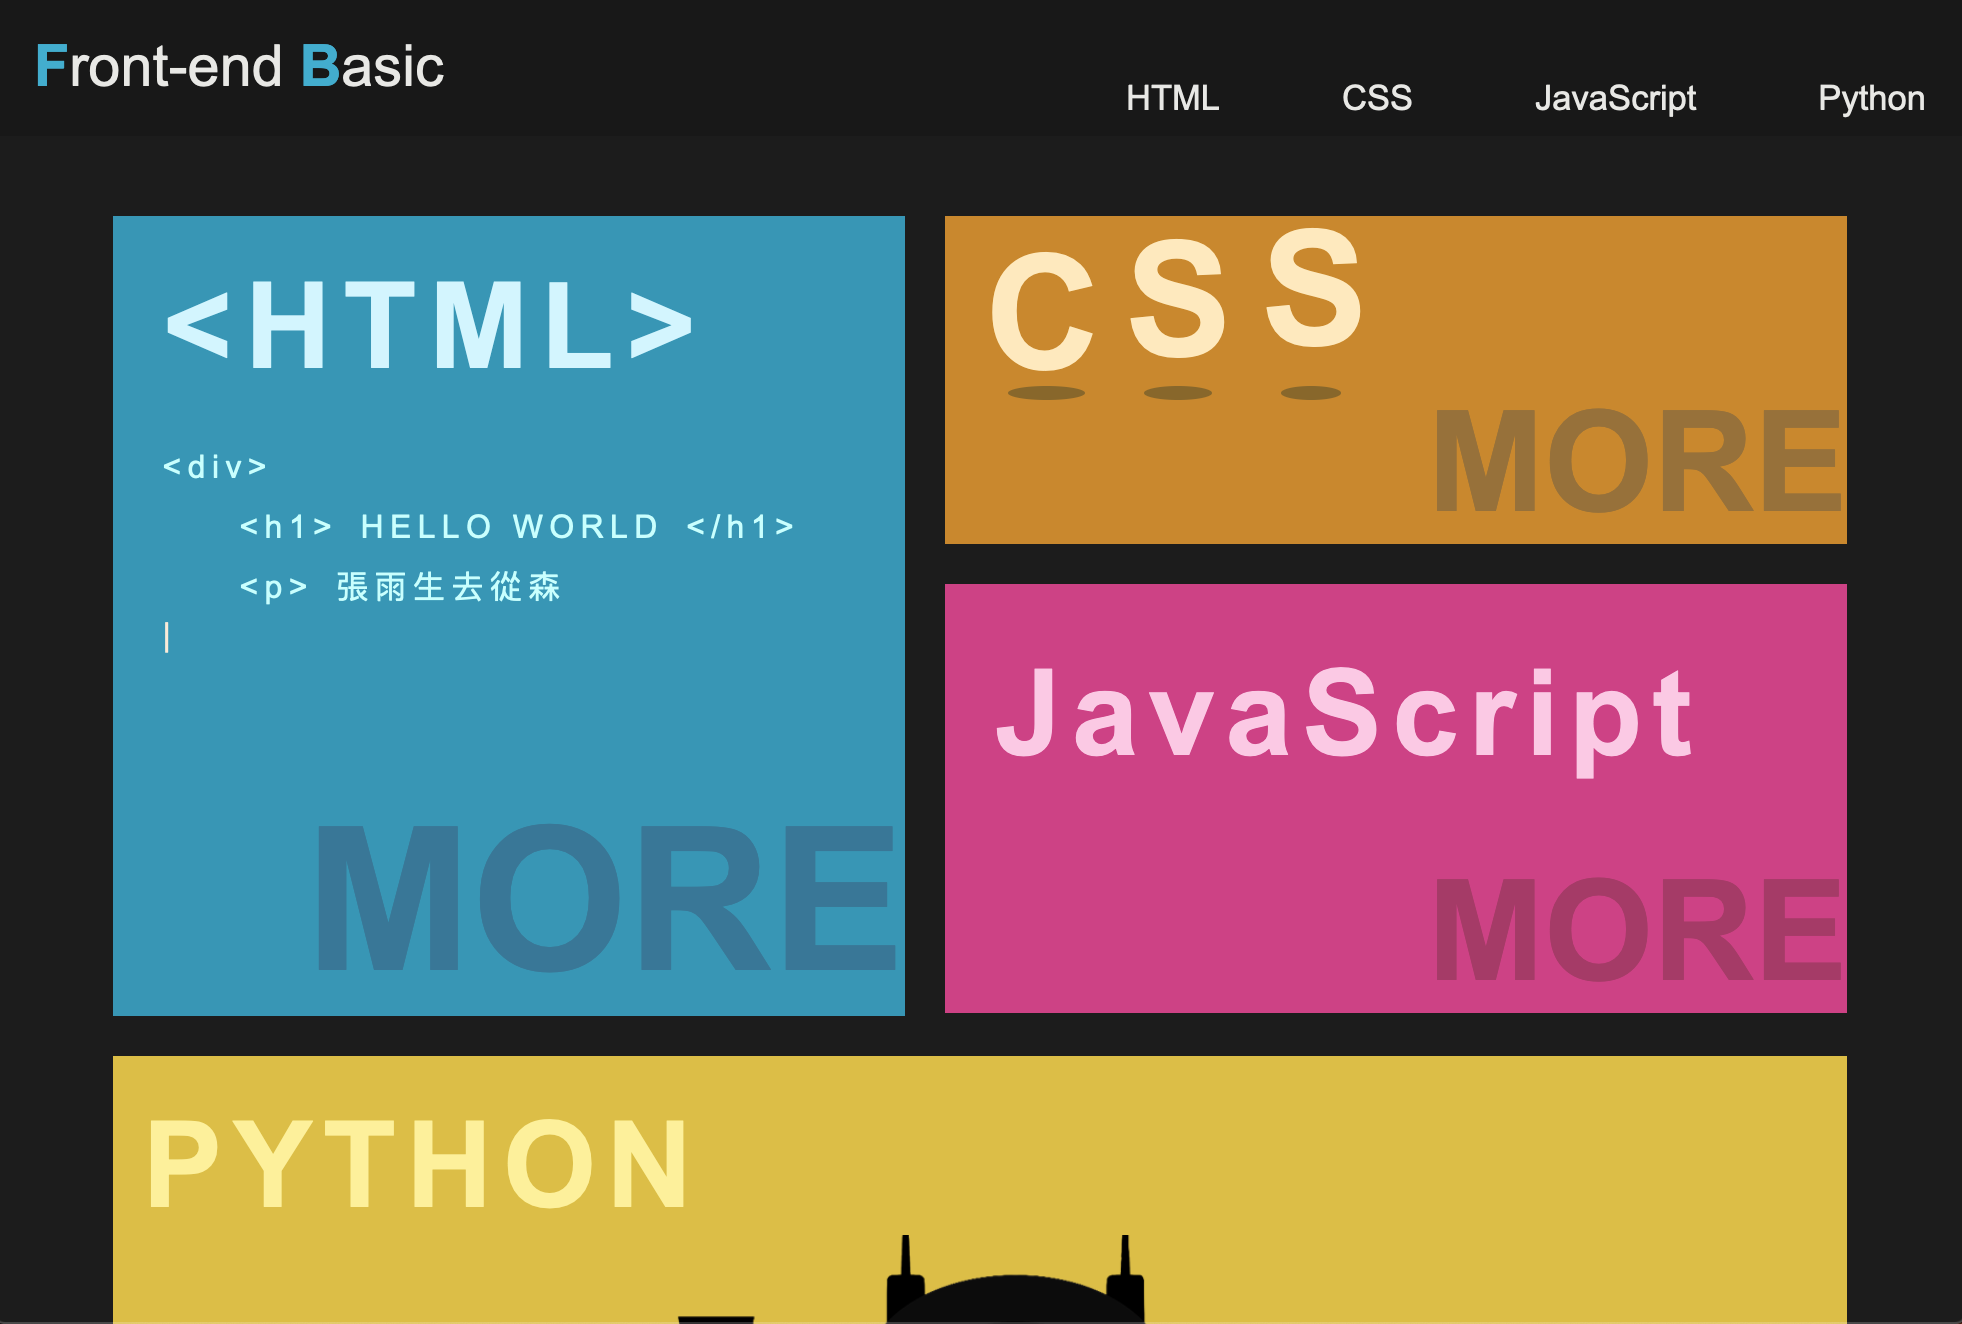 Front-end Basic
HTML CSS JavaScript Python
<HTML>
<div>
<h1> HELLO WORLD </h1>
<p> 張雨生去從森
|
MORE
CSS
MORE
JavaScript
MORE
PYTHON